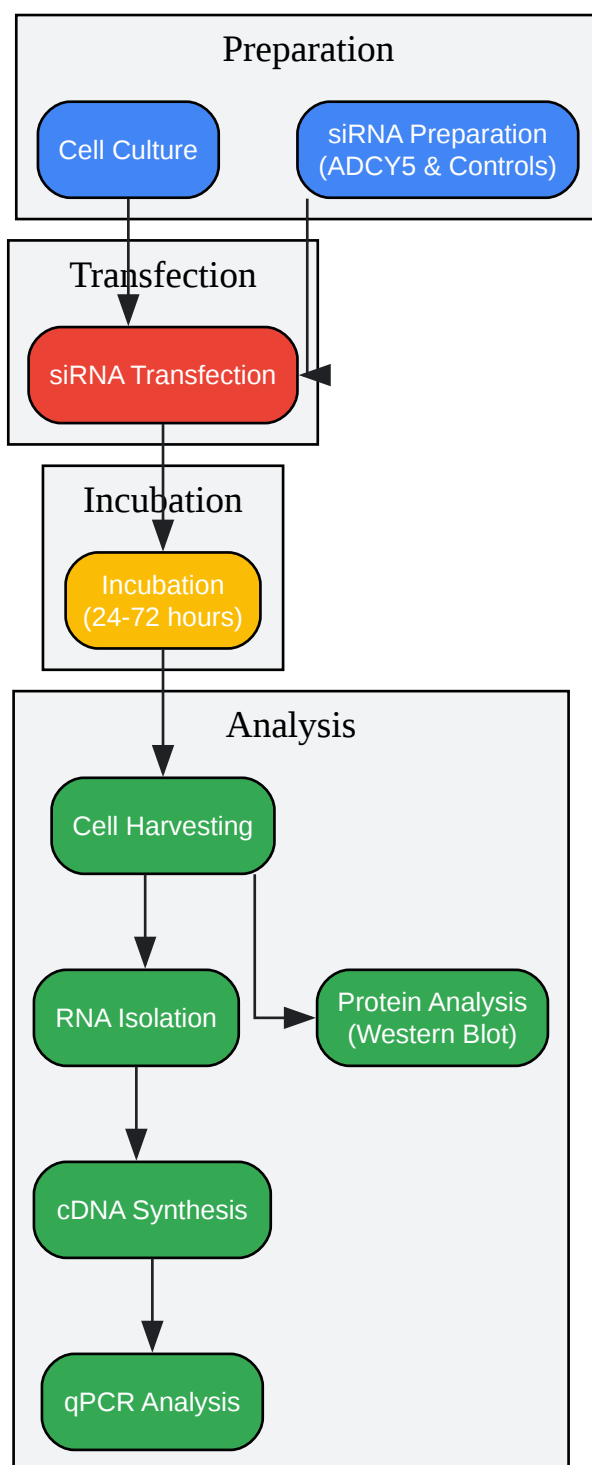 Preparation
Cell Culture
siRNA Preparation
(ADCY5 & Controls)
Transfection
siRNA Transfection
Incubation
Incubation
(24-72 hours)
Analysis
Cell Harvesting
RNA Isolation
Protein Analysis
(Western Blot)
cDNA Synthesis
qPCR Analysis